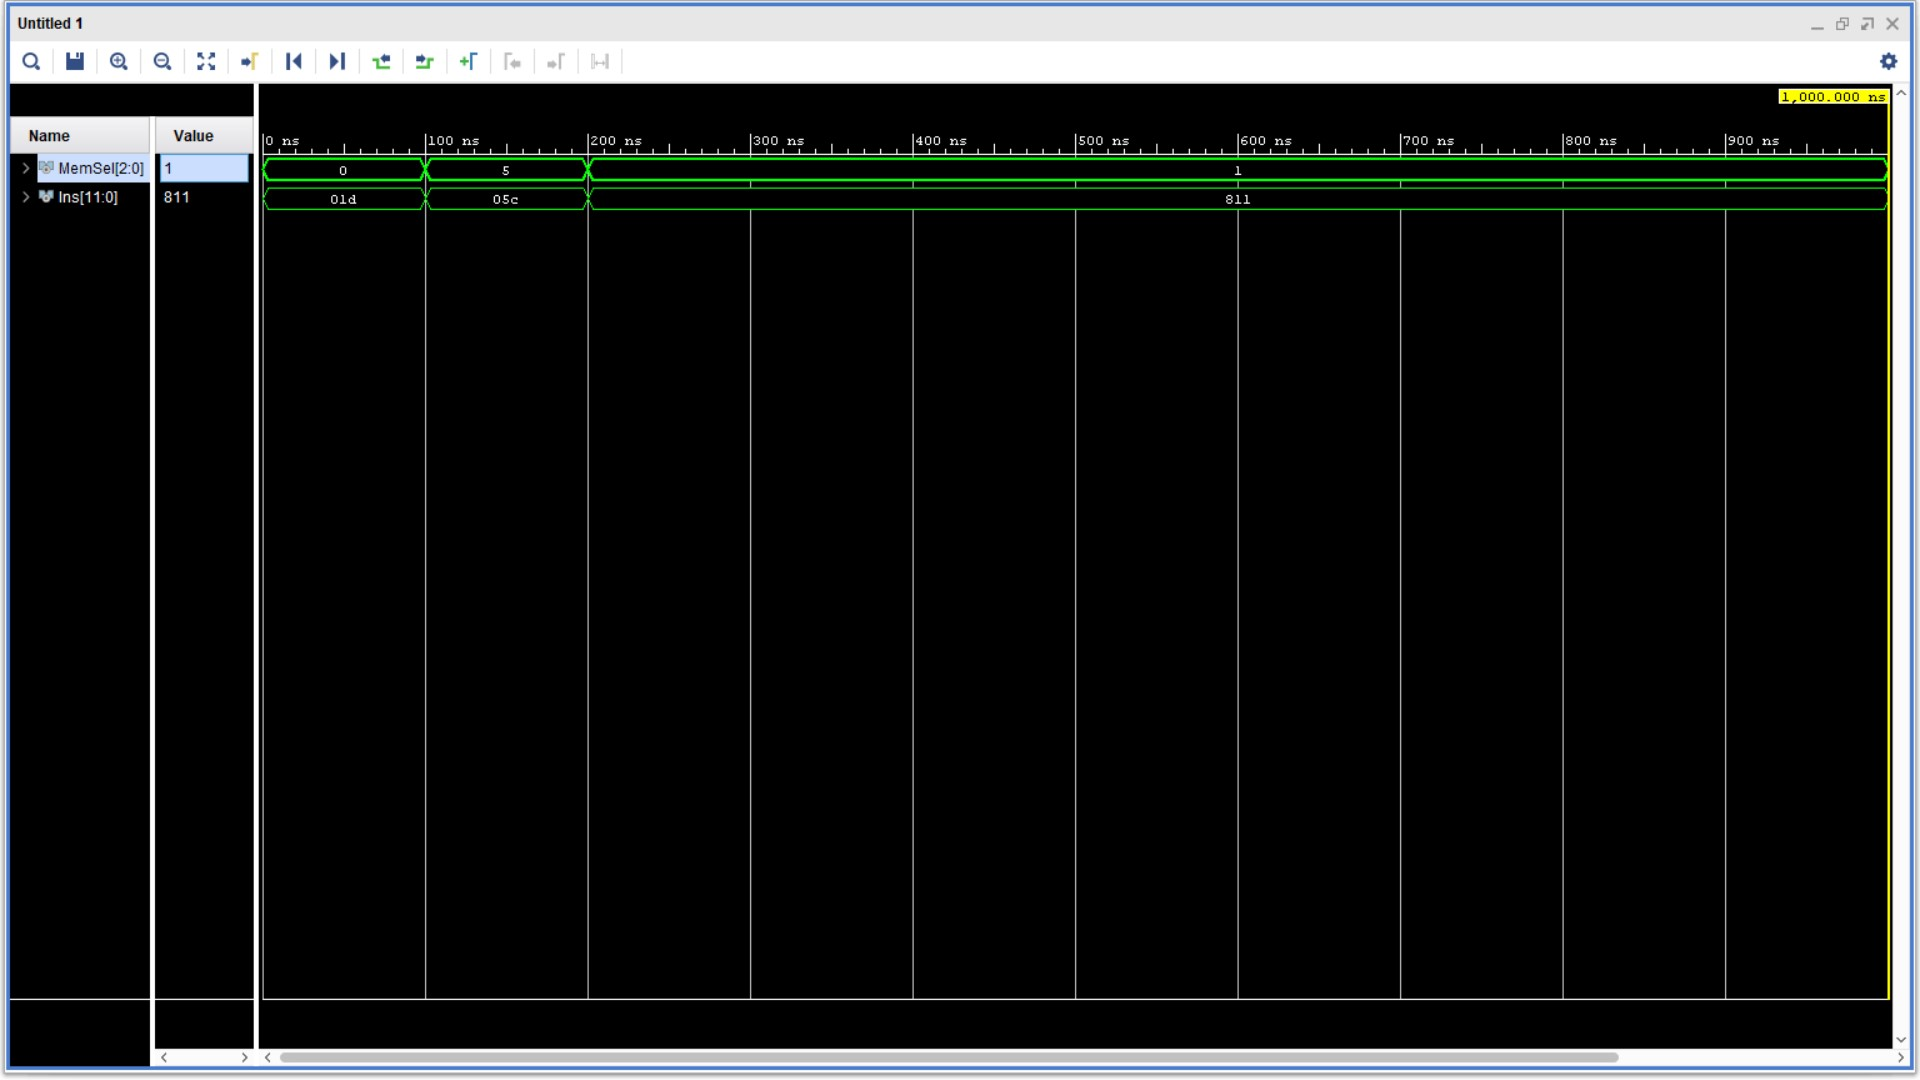 Untitled 1
1,000.000 ns
Name Value
0 ns 100 ns 200 ns 300 ns 400 ns 500 ns 600 ns 700 ns 800 ns 900 ns
MemSel[2:0] 1 0 5 1
Ins[11:0] 811 01d 05c 811